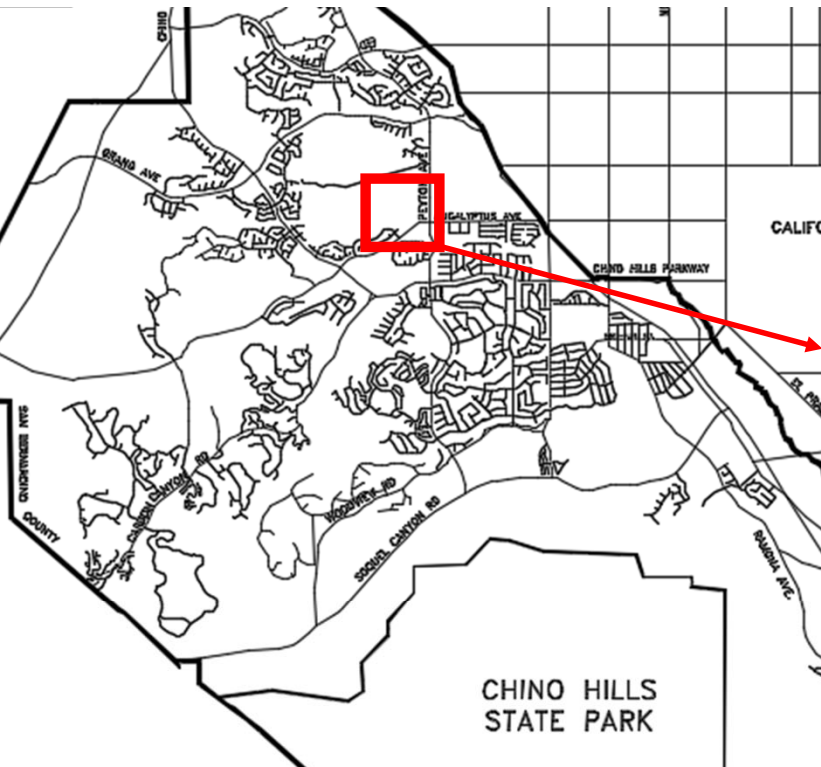 CHINO
GRAND AVE
PEYTON AVE
EUCALYPTUS AVE
CALIFO
CHINO HILLS PARKWAY
SAN BERNARDINO
COUNTY
CARBON CANYON RD
WOODVIEW RD
SOQUEL CANYON RD
RAMONA AVE.
CHINO HILLS
STATE PARK